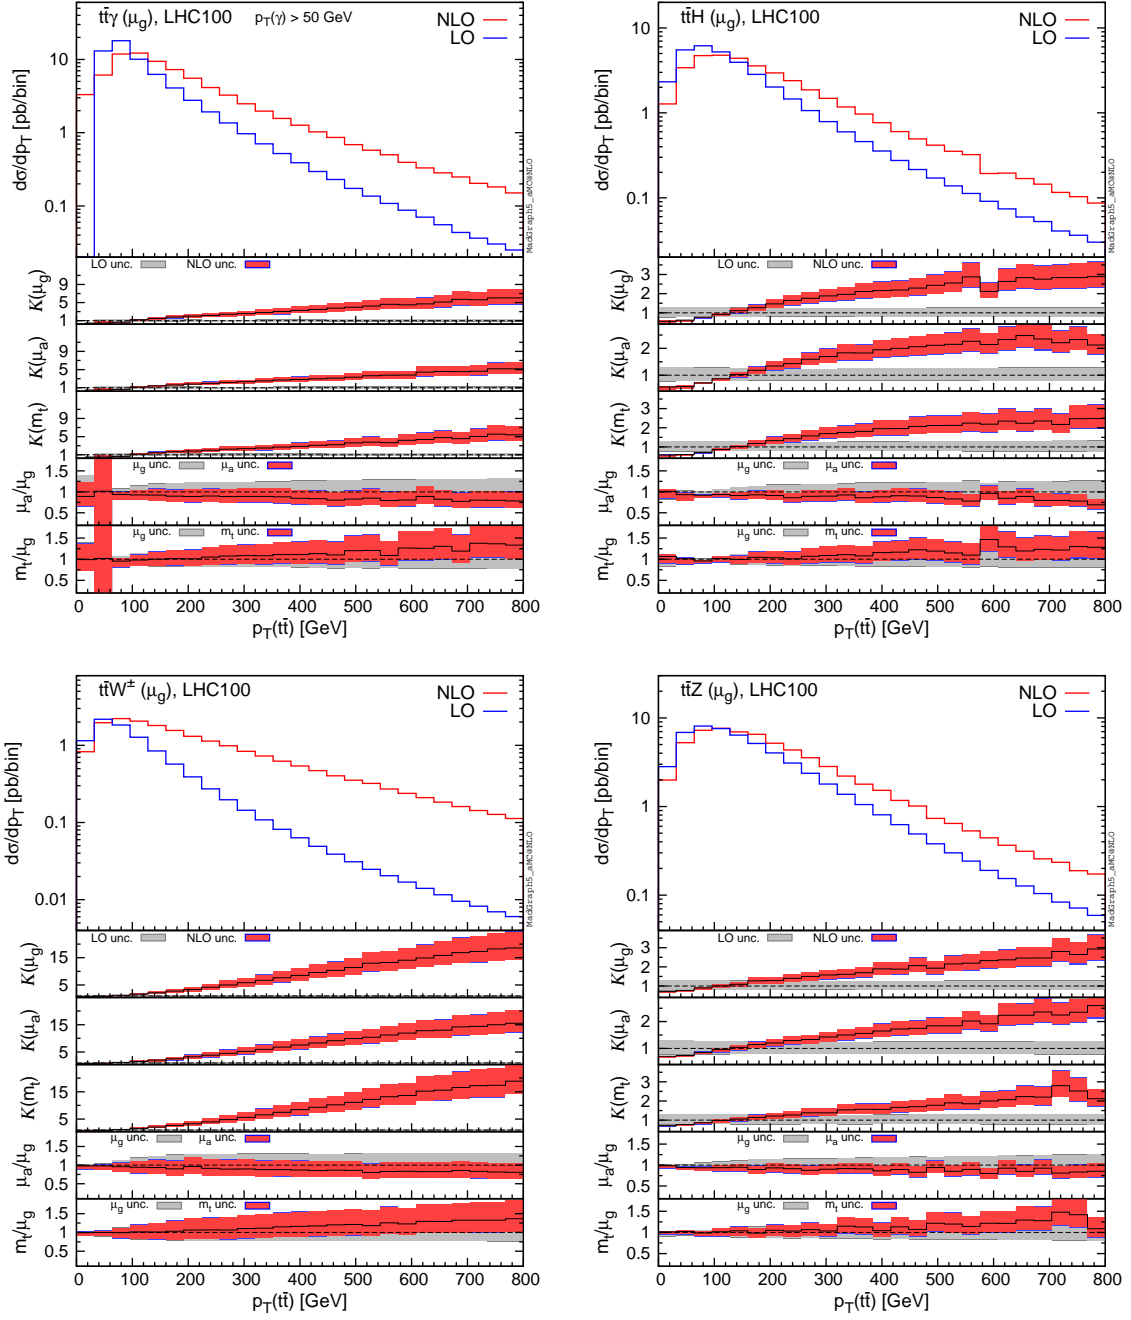 tt̄γ (μg), LHC100 pT(γ) > 50 GeV
NLO
LO
dσ/dpT [pb/bin]
10
1
0.1
MadGraph5_aMC@NLO
LO unc. NLO unc.
K(μg)
9
5
1
K(μa)
9
5
1
K(mt)
9
5
1
μg unc. μa unc.
μa/μg
1.5
1
0.5
μg unc. mt unc.
mt/μg
1.5
1
0.5
0 100 200 300 400 500 600 700 800
pT(tt̄) [GeV]
tt̄H (μg), LHC100
NLO
LO
dσ/dpT [pb/bin]
10
1
0.1
MadGraph5_aMC@NLO
LO unc. NLO unc.
K(μg)
3
2
1
K(μa)
2
1
K(mt)
3
2
1
μg unc. μa unc.
μa/μg
1.5
1
0.5
μg unc. mt unc.
mt/μg
1.5
1
0.5
0 100 200 300 400 500 600 700 800
pT(tt̄) [GeV]
tt̄W± (μg), LHC100
NLO
LO
dσ/dpT [pb/bin]
1
0.1
0.01
MadGraph5_aMC@NLO
LO unc. NLO unc.
K(μg)
15
5
K(μa)
15
5
K(mt)
15
5
μg unc. μa unc.
μa/μg
1.5
1
0.5
μg unc. mt unc.
mt/μg
1.5
1
0.5
0 100 200 300 400 500 600 700 800
pT(tt̄) [GeV]
tt̄Z (μg), LHC100
NLO
LO
dσ/dpT [pb/bin]
10
1
0.1
MadGraph5_aMC@NLO
LO unc. NLO unc.
K(μg)
3
2
1
K(μa)
2
1
K(mt)
3
2
1
μg unc. μa unc.
μa/μg
1.5
1
0.5
μg unc. mt unc.
mt/μg
1.5
1
0.5
0 100 200 300 400 500 600 700 800
pT(tt̄) [GeV]